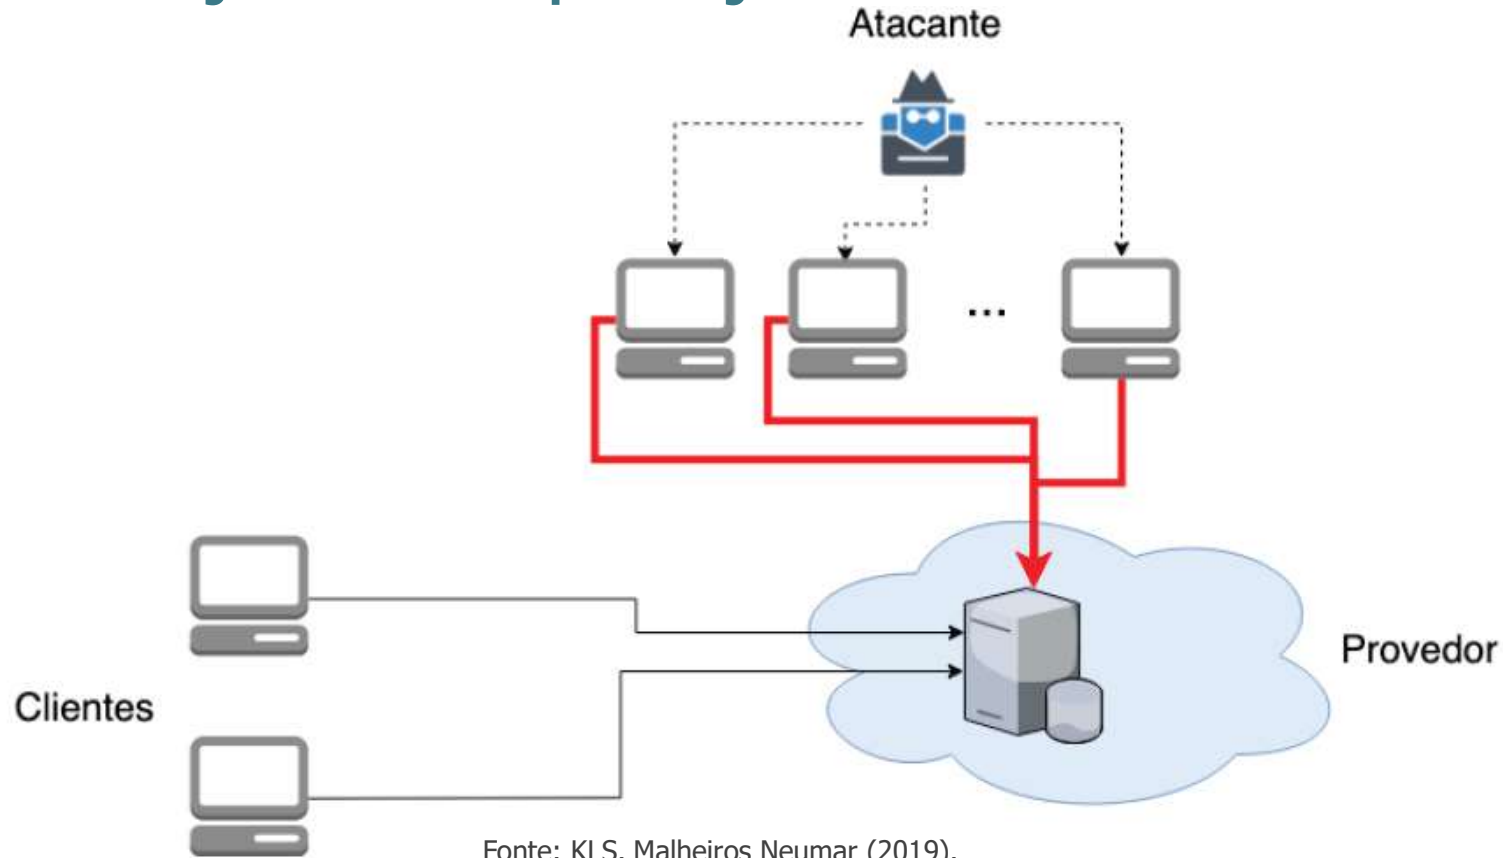 Atacante
...
Provedor
Clientes
Fonte: KLS, Malheiros Neumar (2019).